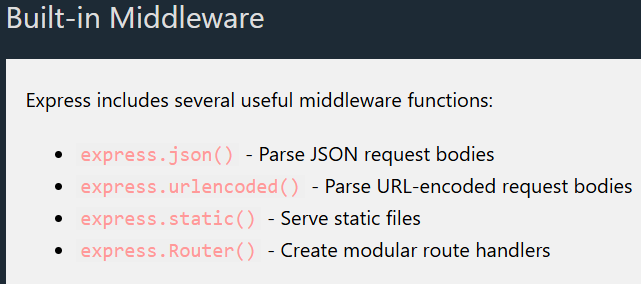 Built-in Middleware
Express includes several useful middleware functions:
• express.json() - Parse JSON request bodies
• express.urlencoded() - Parse URL-encoded request bodies
• express.static() - Serve static files
• express.Router() - Create modular route handlers